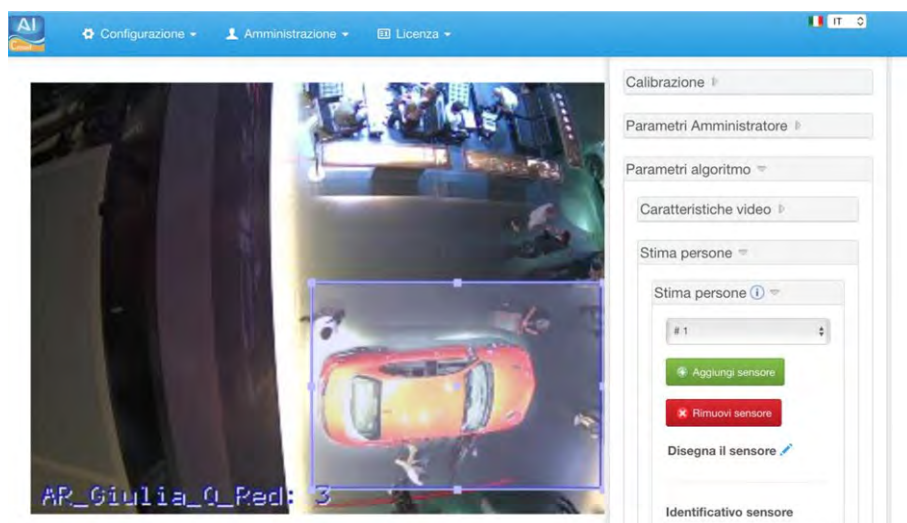 AI
Cloud
Configurazione
Amministrazione
Licenza
IT
Calibrazione
Parametri Amministratore
Parametri algoritmo
Caratteristiche video
Stima persone
Stima persone
# 1
Aggiungi sensore
Rimuovi sensore
Disegna il sensore
Identificativo sensore
AR_Giulia_Q_Red: 3